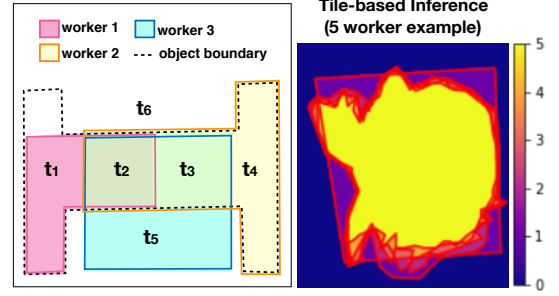 worker 1
worker 3
worker 2
object boundary
t6
t1
t2
t3
t4
t5
Tile-based Inference
(5 worker example)
5
4
3
2
1
0